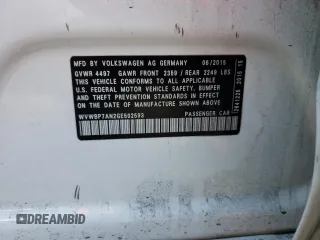 MFD BY VOLKSWAGEN AG GERMANY 06/2015
GVWR 4497 GAWR FRONT 2359 / REAR 2249 LBS
THIS VEHICLE CONFORMS TO ALL APPLICABLE
U.S. FEDERAL MOTOR VEHICLE SAFETY, BUMPER
AND THEFT PREVENTION STANDARDS IN EFFECT ON
THE DATE OF MANUFACTURE SHOWN ABOVE.
WVWBP7AN2GE502693 PASSENGER CAR
© DREAMBID